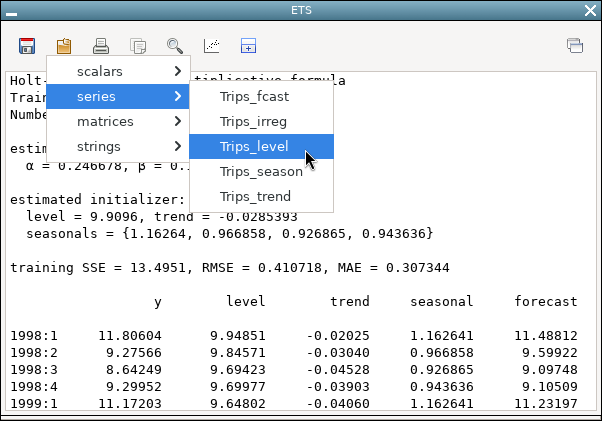 ETS
Holt- tiplicative formula
Train
Numbe
scalars
series
matrices
strings
Trips_fcast
Trips_irreg
Trips_level
Trips_season
Trips_trend
estim
α = 0.246678, β = 0.
estimated initializer:
level = 9.9096, trend = -0.0285393
seasonals = {1.16264, 0.966858, 0.926865, 0.943636}
training SSE = 13.4951, RMSE = 0.410718, MAE = 0.307344
y level trend seasonal forecast
1998:1 11.80604 9.94851 -0.02025 1.162641 11.48812
1998:2 9.27566 9.84571 -0.03040 0.966858 9.59922
1998:3 8.64249 9.69423 -0.04528 0.926865 9.09748
1998:4 9.29952 9.69977 -0.03903 0.943636 9.10509
1999:1 11.17203 9.64802 -0.04060 1.162641 11.23197